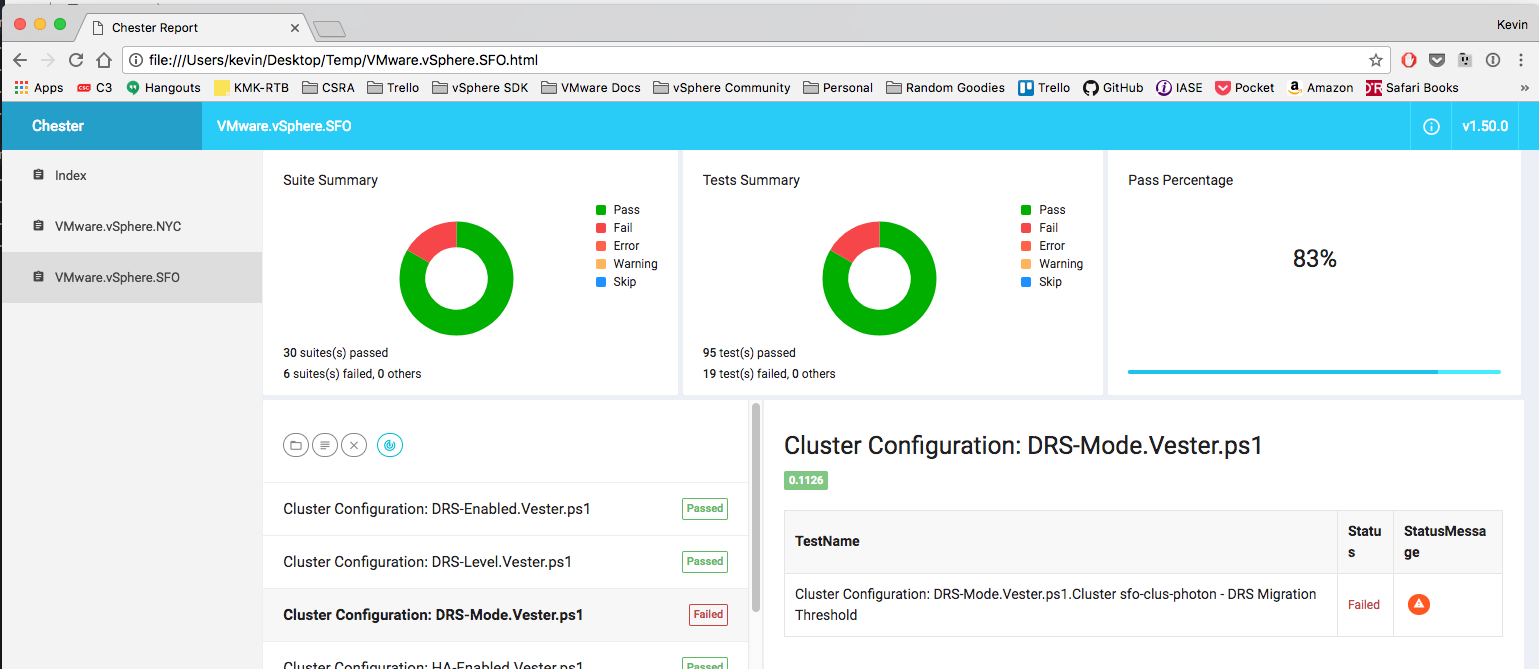 Chester Report
Kevin
file:///Users/kevin/Desktop/Temp/VMware.vSphere.SFO.html
Apps C3 Hangouts KMK-RTB CSRA Trello vSphere SDK VMware Docs vSphere Community Personal Random Goodies Trello GitHub IASE Pocket Amazon Safari Books »
Chester
VMware.vSphere.SFO
v1.50.0
Index
VMware.vSphere.NYC
VMware.vSphere.SFO
Suite Summary
Pass
Fail
Error
Warning
Skip
30 suites(s) passed
6 suites(s) failed, 0 others
Tests Summary
Pass
Fail
Error
Warning
Skip
95 test(s) passed
19 test(s) failed, 0 others
Pass Percentage
83%
Cluster Configuration: DRS-Enabled.Vester.ps1 Passed
Cluster Configuration: DRS-Level.Vester.ps1 Passed
Cluster Configuration: DRS-Mode.Vester.ps1 Failed
Cluster Configuration: HA-Enabled.Vester.ps1 Passed
Cluster Configuration: DRS-Mode.Vester.ps1
0.1126
TestName
Statu
s
StatusMessa
ge
Cluster Configuration: DRS-Mode.Vester.ps1.Cluster sfo-clus-photon - DRS Migration
Threshold
Failed